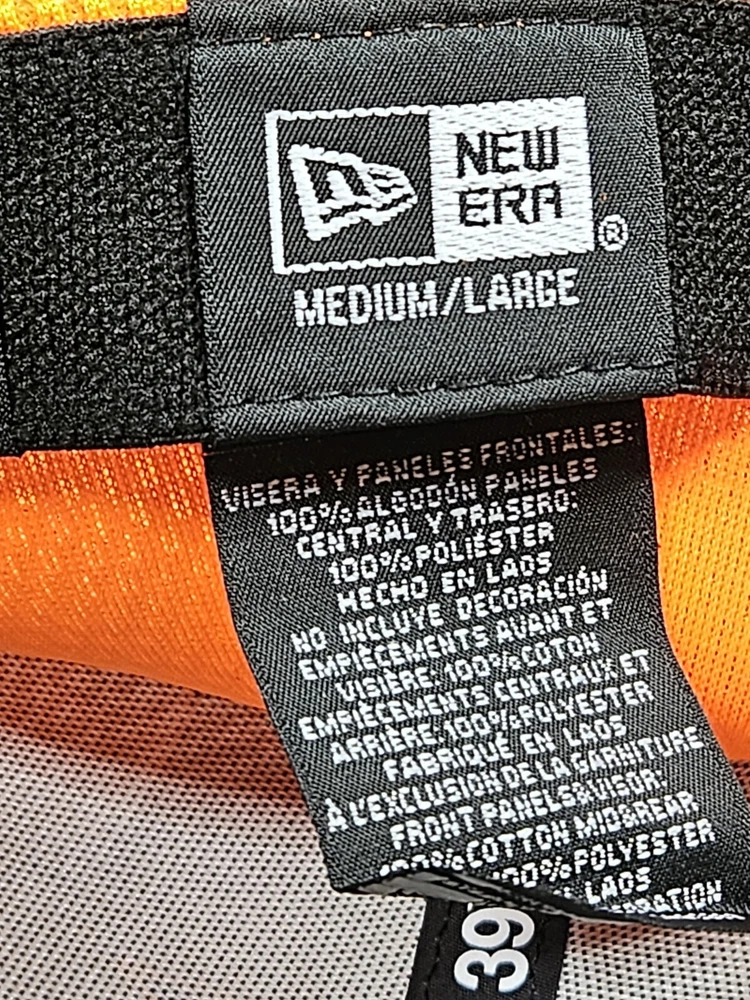 NEW
ERA
®
MEDIUM/LARGE
VISERA Y PANELES FRONTALES:
100% ALGODÓN PANELES
CENTRAL Y TRASERO:
100% POLIÉSTER
HECHO EN LAOS
NO INCLUYE DECORACIÓN
EMPIÈCEMENTS AVANT ET
VISIÈRE: 100% COTON
EMPIÈCEMENTS CENTRAUX ET
ARRIÈRE: 100% POLYESTER
FABRIQUÉ EN LAOS
À L'EXCLUSION DE LA GARNITURE
FRONT PANELS&VISOR:
100% COTTON MID&REAR
100% POLYESTER
LAOS
39